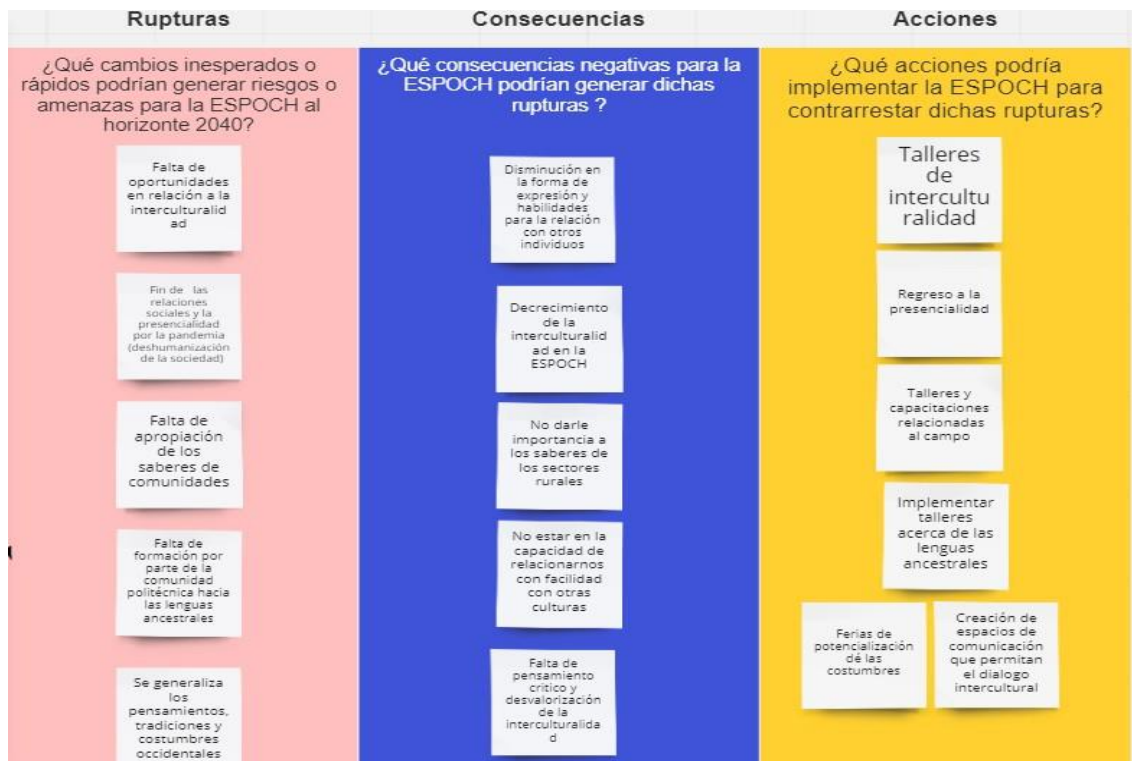 Rupturas
¿Qué cambios inesperados o
rápidos podrían generar riesgos o
amenazas para la ESPOCH al
horizonte 2040?
Falta de
oportunidades
en relación a la
interculturalid
ad
Fin de las
relaciones
sociales y la
presencialidad
por la pandemia
(deshumanización
de la sociedad)
Falta de
apropiación
de los
saberes de
comunidades
Falta de
formación por
parte de la
comunidad
politécnica hacia
las lenguas
ancestrales
Se generaliza
los
pensamientos,
tradiciones y
costumbres
occidentales
Consecuencias
¿Qué consecuencias negativas para la
ESPOCH podrían generar dichas
rupturas ?
Disminución en
la forma de
expresión y
habilidades
para la relación
con otros
individuos
Decrecimiento
de la
interculturalid
ad en la
ESPOCH
No darle
importancia a
los saberes de
los sectores
rurales
No estar en la
capacidad de
relacionarnos
con facilidad
con otras
culturas
Falta de
pensamiento
critico y
desvalorización
de la
interculturalida
d
Acciones
¿Qué acciones podría
implementar la ESPOCH para
contrarrestar dichas rupturas?
Talleres
de
intercultu
ralidad
Regreso a la
presencialidad
Talleres y
capacitaciones
relacionadas
al campo
Implementar
talleres
acerca de las
lenguas
ancestrales
Ferias de
potencialización
de las
costumbres
Creación de
espacios de
comunicación
que permitan
el dialogo
intercultural